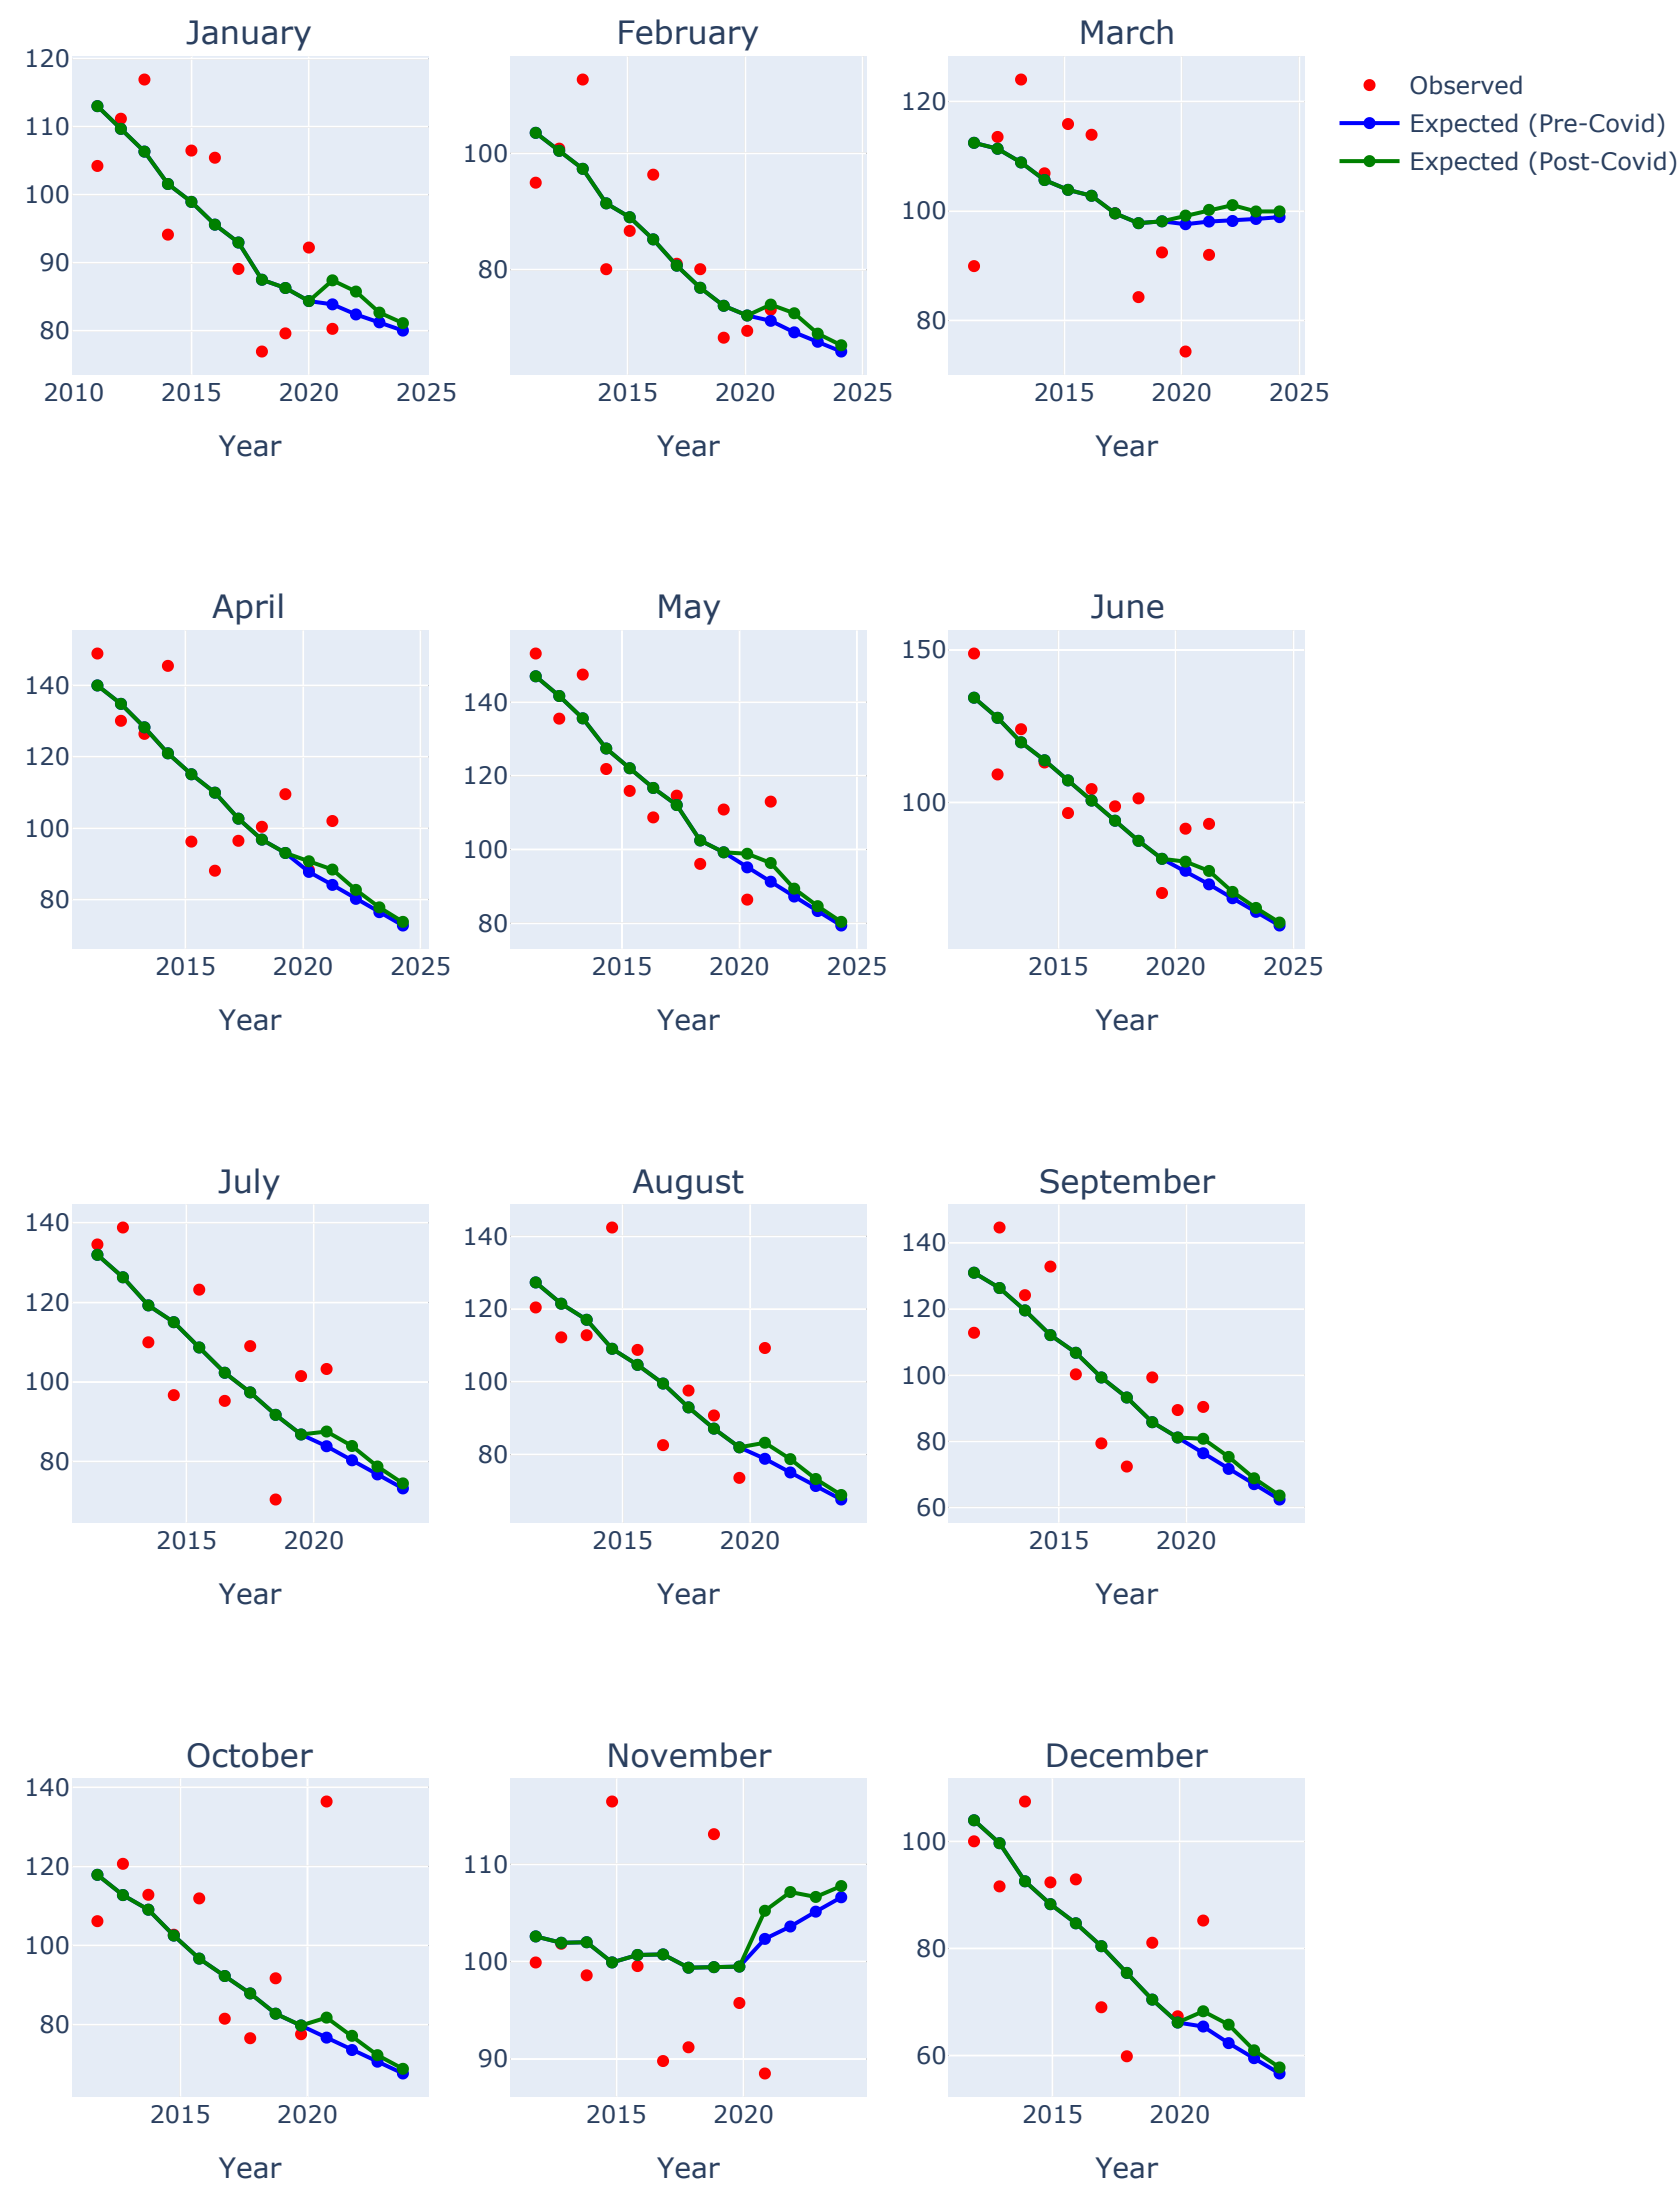 January
February
March
120
110
100
90
80
2010
2015
2020
2025
Year
100
80
2015
2020
2025
Year
120
100
80
2015
2020
2025
Year
Observed
Expected (Pre-Covid)
Expected (Post-Covid)
April
May
June
140
120
100
80
2015
2020
2025
Year
140
120
100
80
2015
2020
2025
Year
150
100
2015
2020
2025
Year
July
August
September
140
120
100
80
2015
2020
Year
140
120
100
80
2015
2020
Year
140
120
100
80
60
2015
2020
Year
October
November
December
140
120
100
80
2015
2020
Year
110
100
90
2015
2020
Year
100
80
60
2015
2020
Year